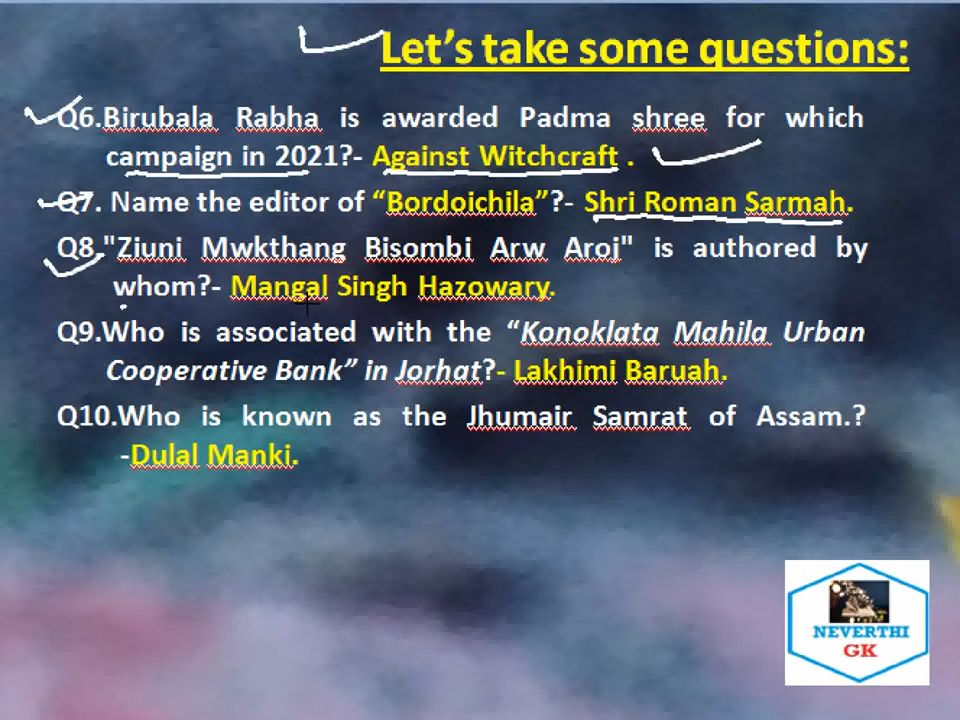 Let's take some questions:
Q6.Birubala Rabha is awarded Padma shree for which
campaign in 2021?- Against Witchcraft .
Q7. Name the editor of “Bordoichila”?- Shri Roman Sarmah.
Q8."Ziuni Mwkthang Bisombi Arw Aroj" is authored by
whom?- Mangal Singh Hazowary.
Q9.Who is associated with the “Konoklata Mahila Urban
Cooperative Bank” in Jorhat?- Lakhimi Baruah.
Q10.Who is known as the Jhumair Samrat of Assam.?
-Dulal Manki.
NEVERTHI
GK